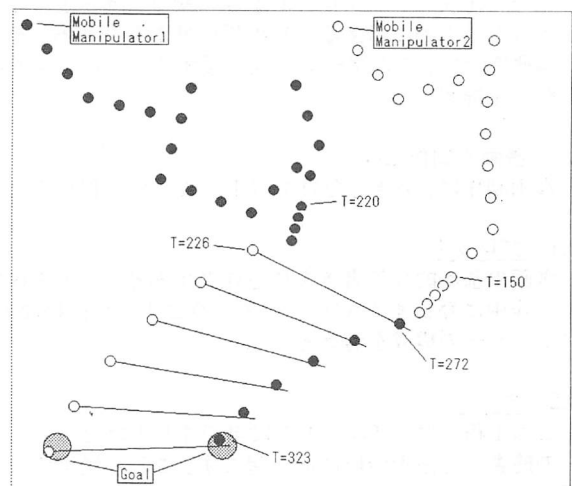 Mobile
Manipulator1
Mobile
Manipulator2
T=220
T=226
T=150
T=272
T=323
Goal